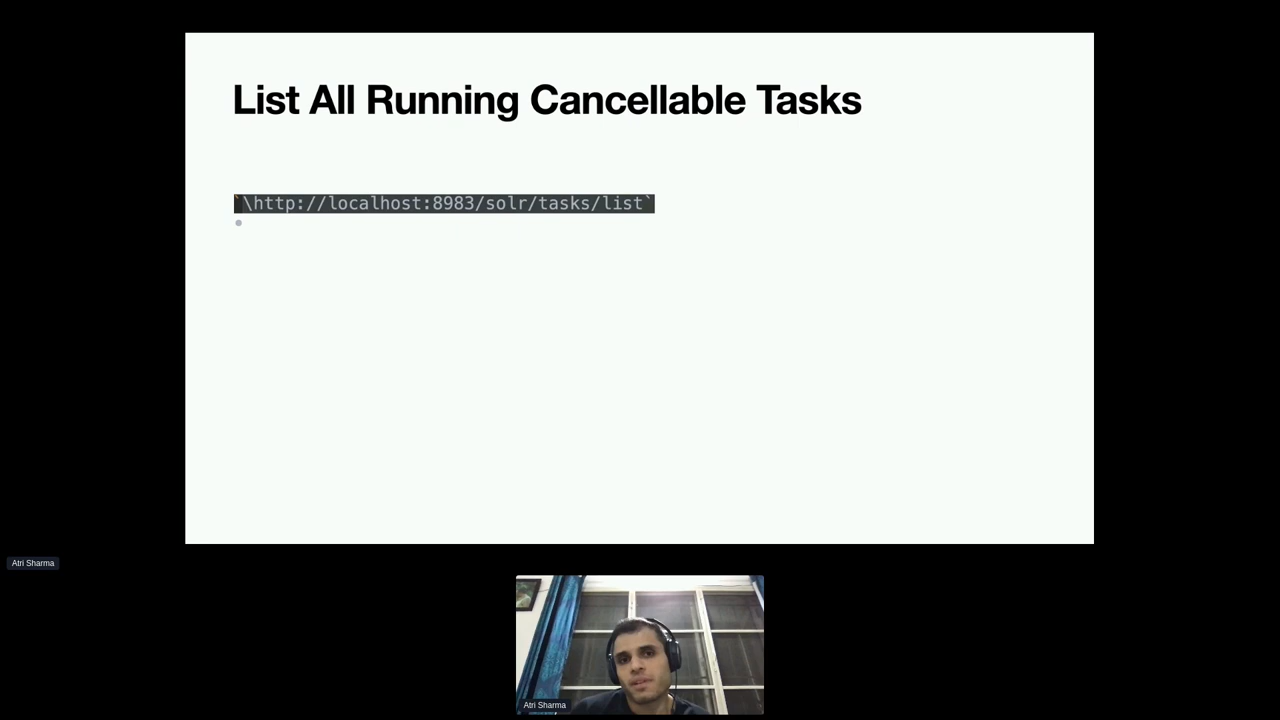 List All Running Cancellable Tasks
`\http://localhost:8983/solr/tasks/list`
Atri Sharma
Atri Sharma